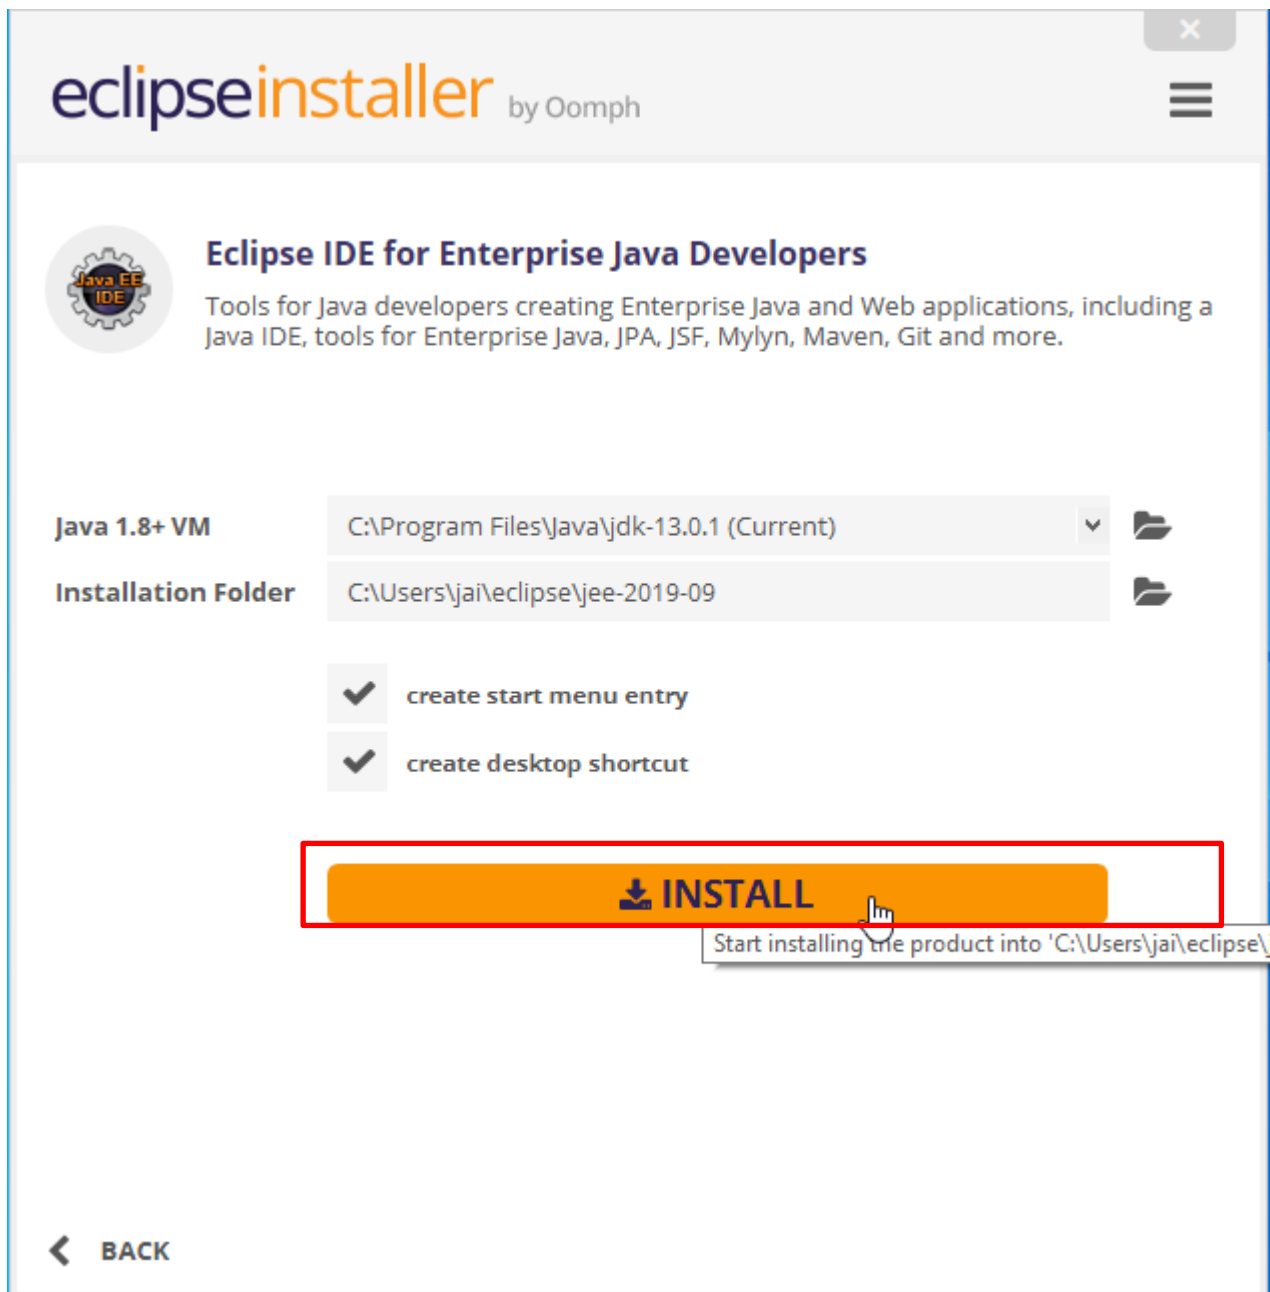 eclipseinstaller by Oomph
Java EE
IDE
Eclipse IDE for Enterprise Java Developers
Tools for Java developers creating Enterprise Java and Web applications, including a
Java IDE, tools for Enterprise Java, JPA, JSF, Mylyn, Maven, Git and more.
Java 1.8+ VM C:\Program Files\Java\jdk-13.0.1 (Current)
Installation Folder C:\Users\jai\eclipse\jee-2019-09
create start menu entry
create desktop shortcut
INSTALL
Start installing the product into 'C:\Users\jai\eclipse\
BACK